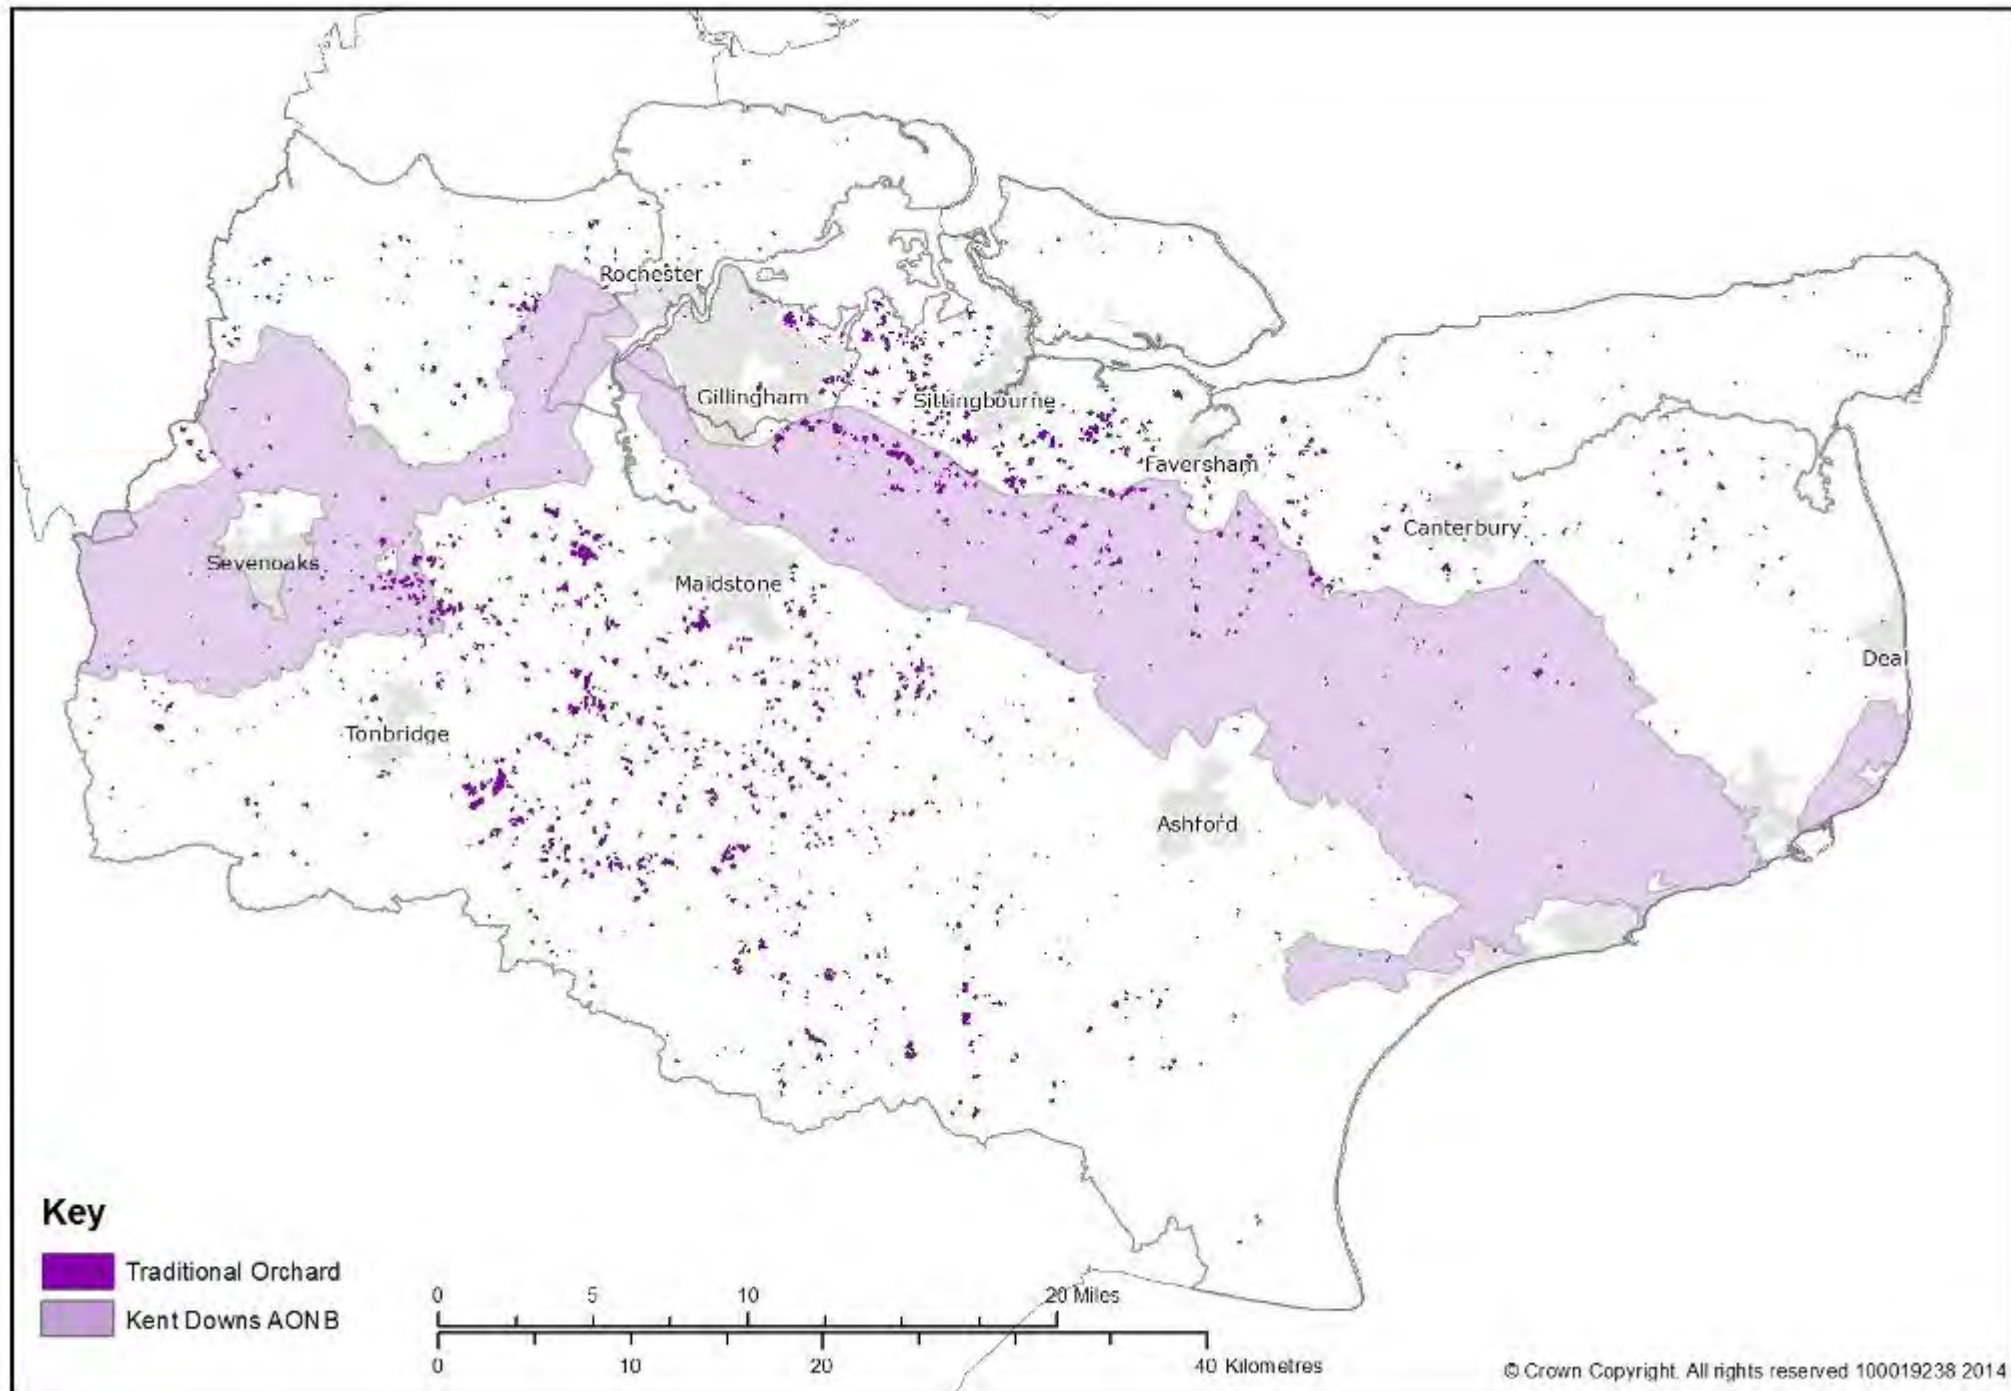 Rochester
Gillingham
Sittingbourne
Faversham
Canterbury
Sevenoaks
Maidstone
Deal
Tonbridge
Ashford
Key
Traditional Orchard
Kent Downs AONB
0 5 10 20 Miles
0 10 20 40 Kilometres
© Crown Copyright. All rights reserved 100019238 2014